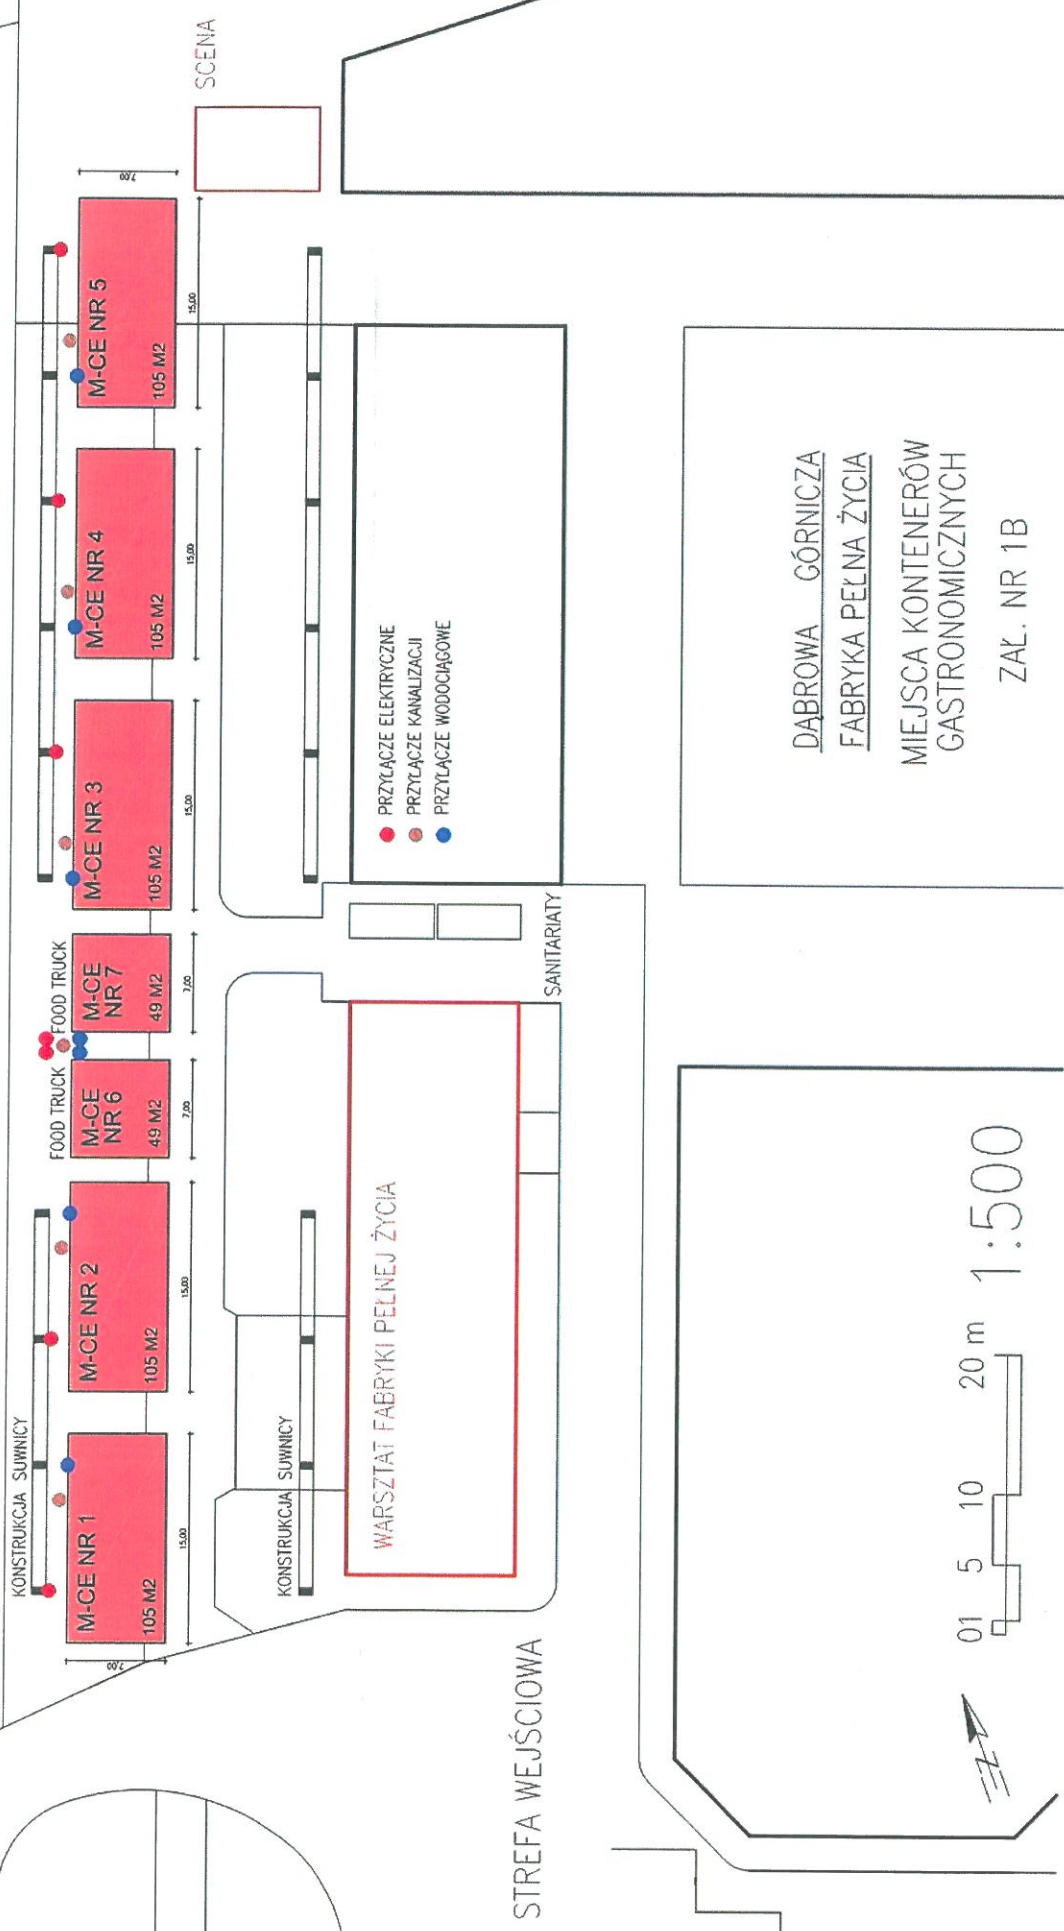 SCENA
7,00
M-CE NR 5
105 M2
15,00
M-CE NR 4
105 M2
15,00
M-CE NR 3
105 M2
15,00
FOOD TRUCK
M-CE
NR 7
49 M2
7,00
FOOD TRUCK
M-CE
NR 6
49 M2
7,00
M-CE NR 2
105 M2
15,00
KONSTRUKCJA SUWNICY
M-CE NR 1
105 M2
15,00
7,00
KONSTRUKCJA SUWNICY
WARSZTAT FABRYKI PEŁNEJ ŻYCIA
SANITARIATY
PRZYŁĄCZE ELEKTRYCZNE
PRZYŁĄCZE KANALIZACJI
PRZYŁĄCZE WODOCIĄGOWE
STREFA WEJŚCIOWA
DĄBROWA GÓRNICZA
FABRYKA PEŁNA ŻYCIA
MIEJSCA KONTENERÓW
GASTRONOMICZNYCH
ZAŁ. NR 1B
01 5 10 20 m 1:500
N